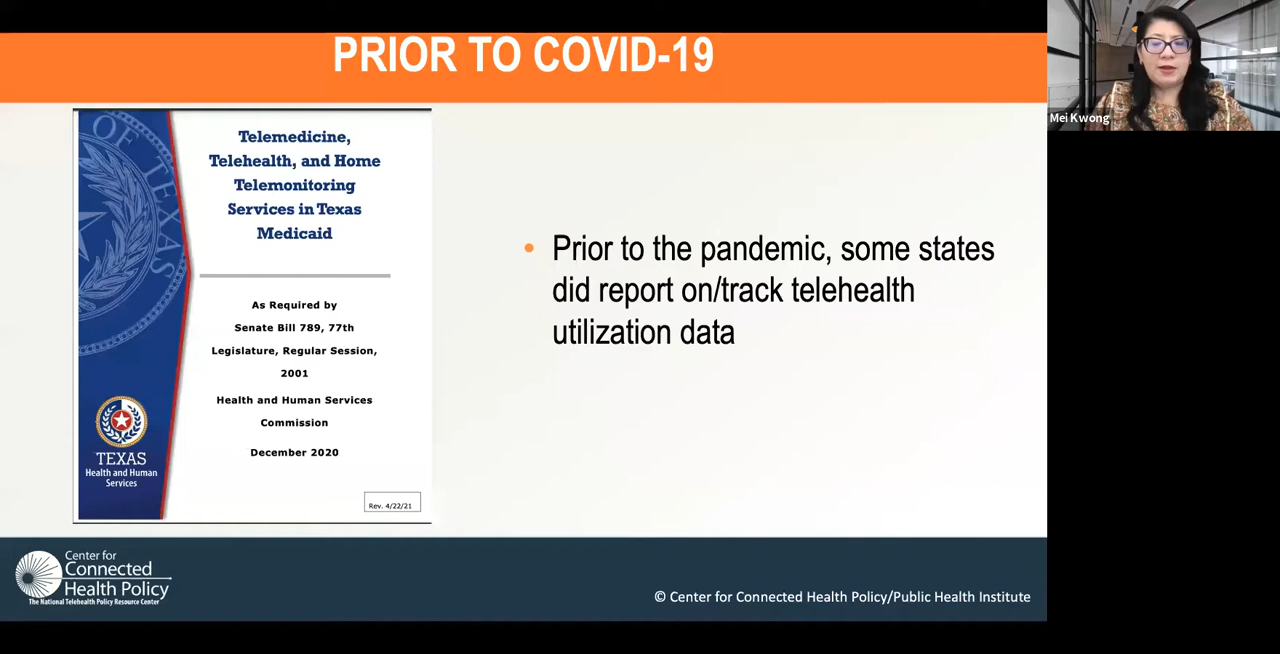 PRIOR TO COVID-19
Mei Kwong
OF TEXAS
Telemedicine,
Telehealth, and Home
Telemonitoring
Services in Texas
Medicaid
As Required by
Senate Bill 789, 77th
Legislature, Regular Session,
2001
Health and Human Services
Commission
December 2020
TEXAS
Health and Human
Services
Rev. 4/22/21
• Prior to the pandemic, some states
did report on/track telehealth
utilization data
Center for
Connected
Health Policy
The National Telehealth Policy Resource Center
© Center for Connected Health Policy/Public Health Institute